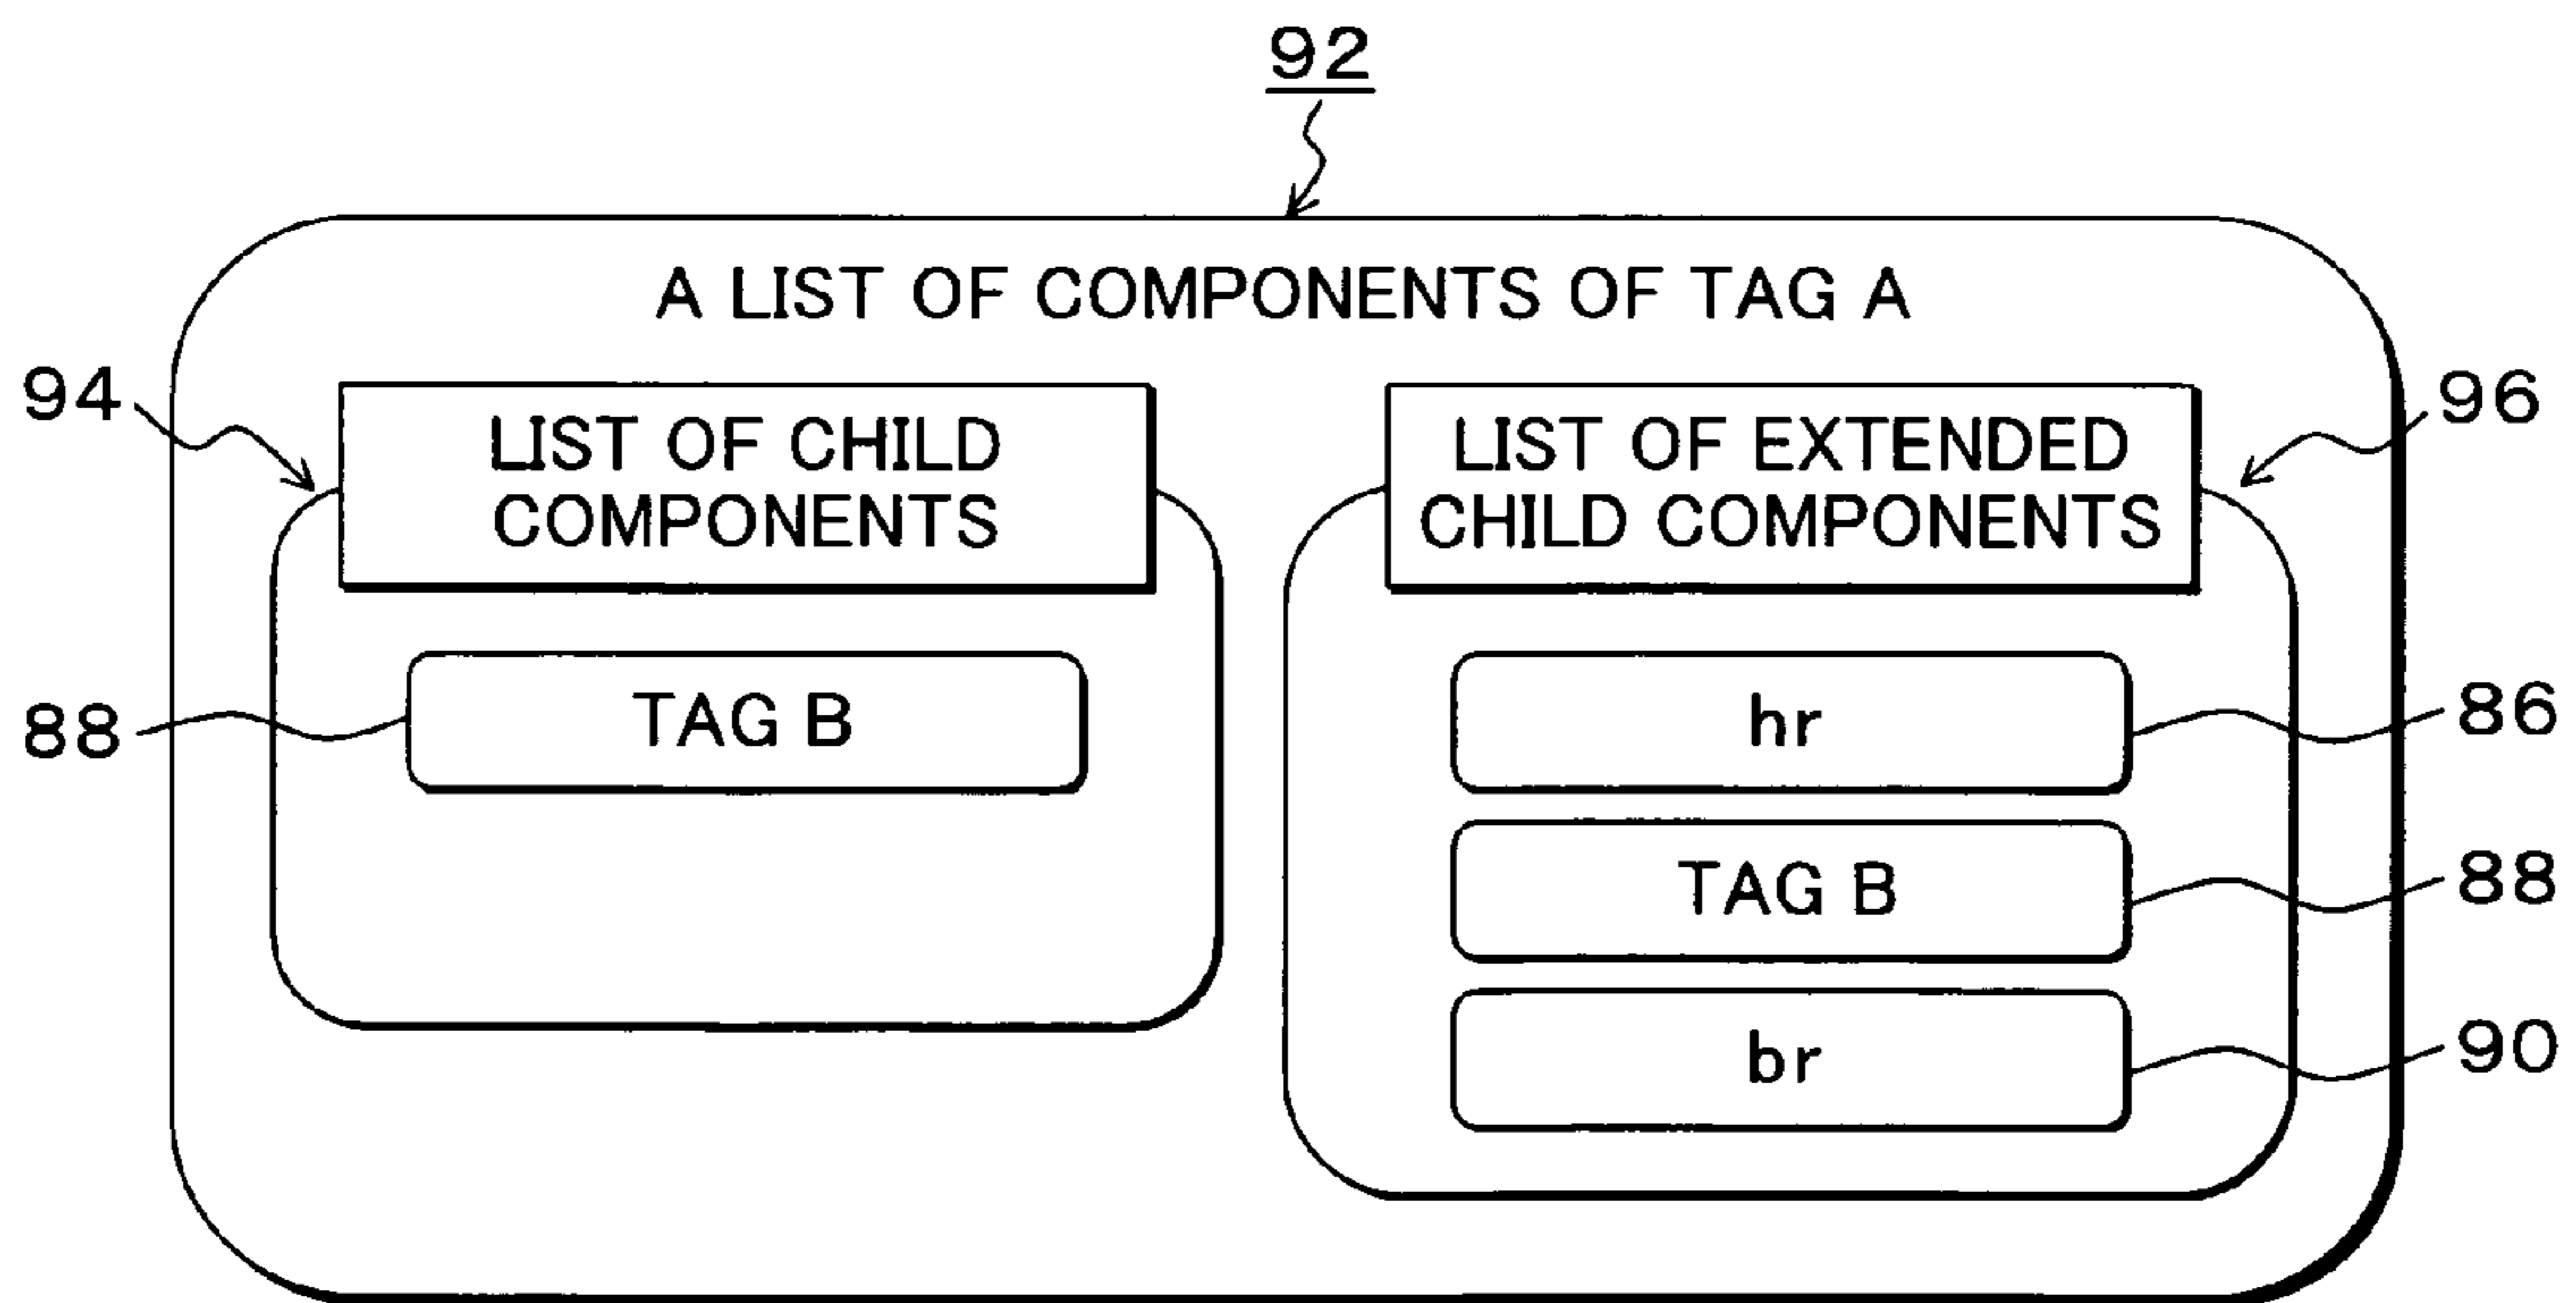 92
A LIST OF COMPONENTS OF TAG A
94
LIST OF CHILD
COMPONENTS
88
TAG B
LIST OF EXTENDED
CHILD COMPONENTS
96
hr
86
TAG B
88
br
90